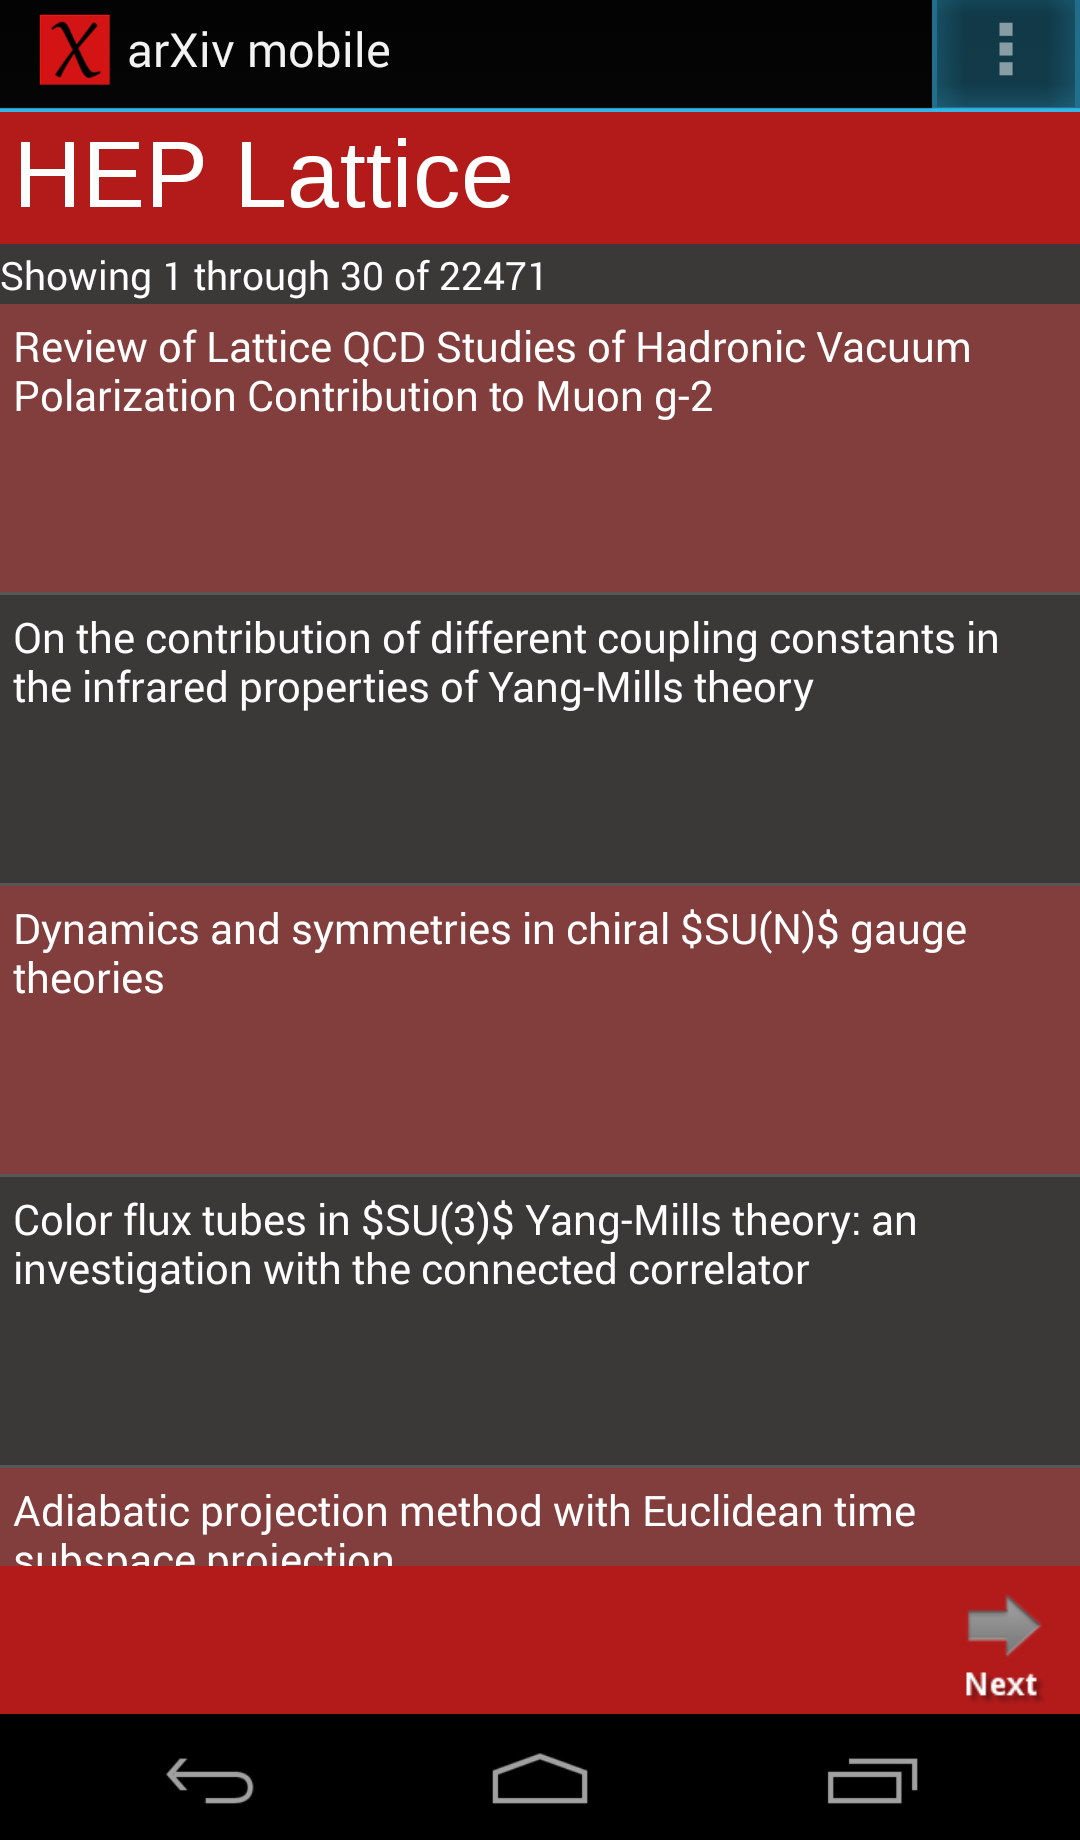 arXiv mobile
HEP Lattice
Showing 1 through 30 of 22471
Review of Lattice QCD Studies of Hadronic Vacuum
Polarization Contribution to Muon g-2
On the contribution of different coupling constants in
the infrared properties of Yang-Mills theory
Dynamics and symmetries in chiral $SU(N)$ gauge
theories
Color flux tubes in $SU(3)$ Yang-Mills theory: an
investigation with the connected correlator
Adiabatic projection method with Euclidean time
subspace projection
Next